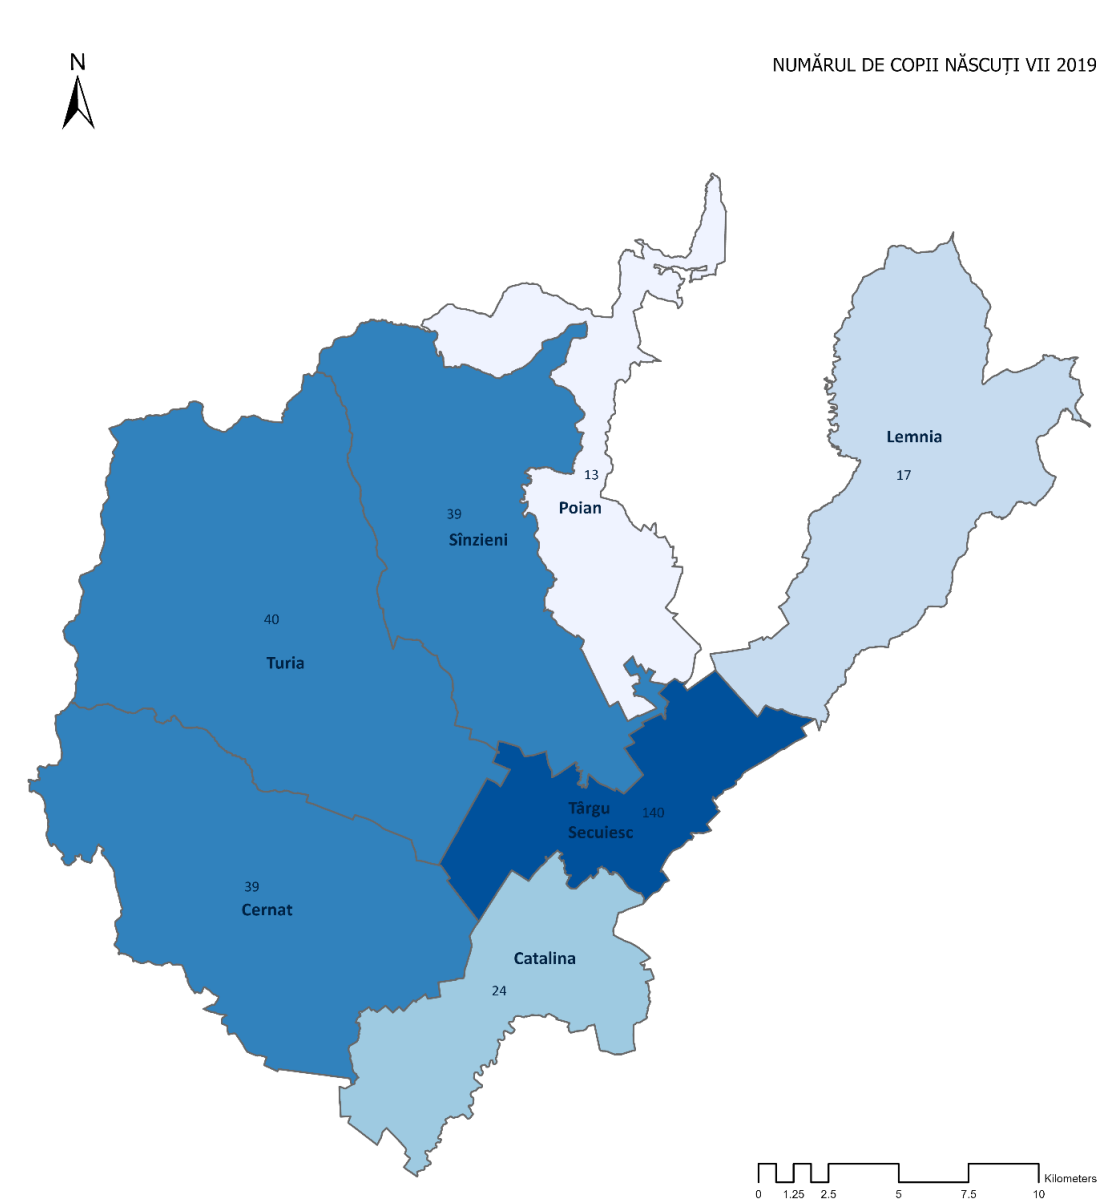 N
NUMĂRUL DE COPII NĂSCUȚI VII 2019
Lemnia
17
13
Poian
39
Sînzieni
40
Turia
Târgu
140
Secuiesc
39
Cernat
Catalina
24
Kilometers
0 1.25 2.5 5 7.5 10